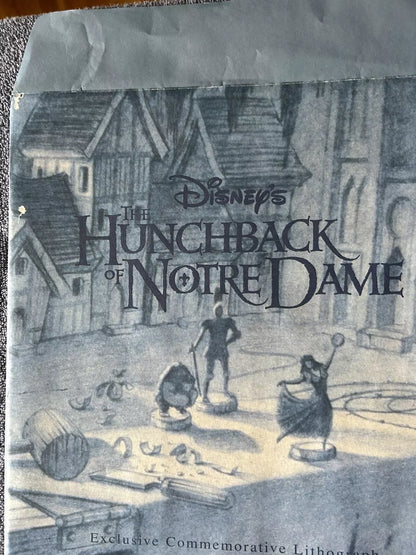 Disney's
THE
HUNCHBACK
OF NOTRE DAME
Exclusive Commemorative Lithograph